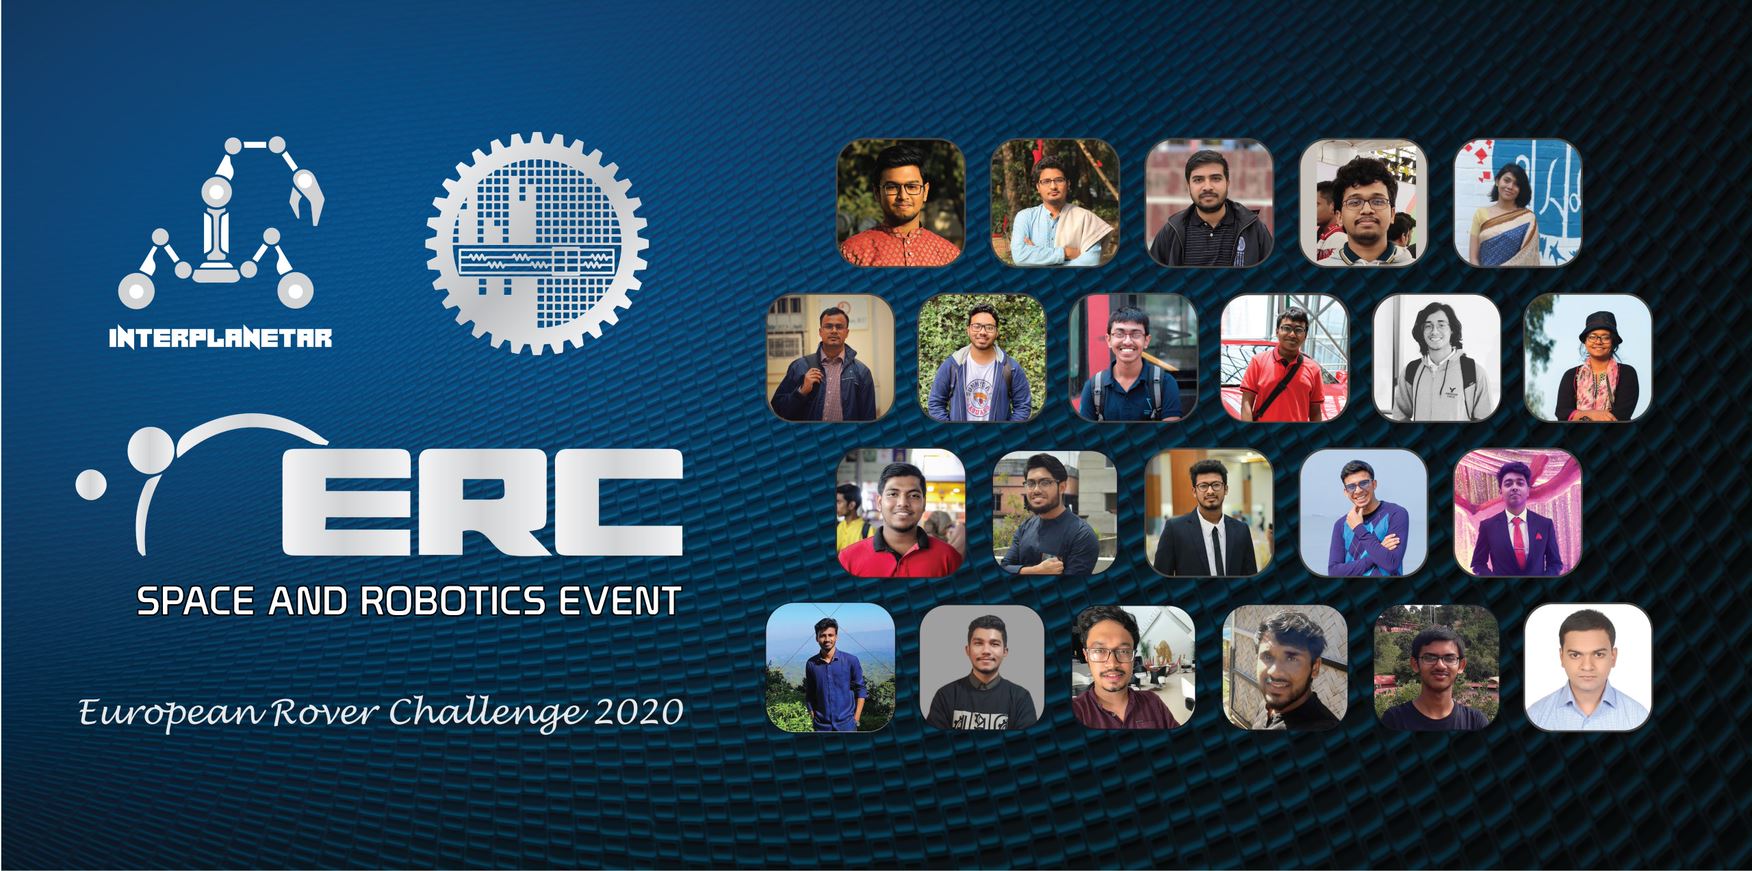 INTERPLANETAR
ERC
SPACE AND ROBOTICS EVENT
European Rover Challenge 2020